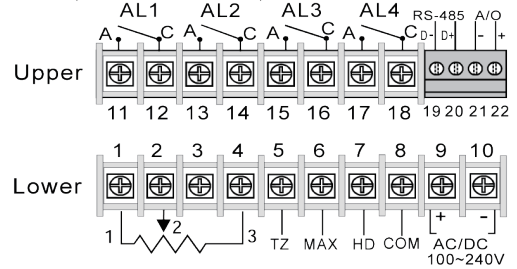 AL1 AL2 AL3 AL4 RS-485 A/O
A C A C A C A C D- D+ - +
Upper
11 12 13 14 15 16 17 18 19 20 21 22
1 2 3 4 5 6 7 8 9 10
Lower
+ -
1 2 3 TZ MAX HD COM AC/DC
100~240V